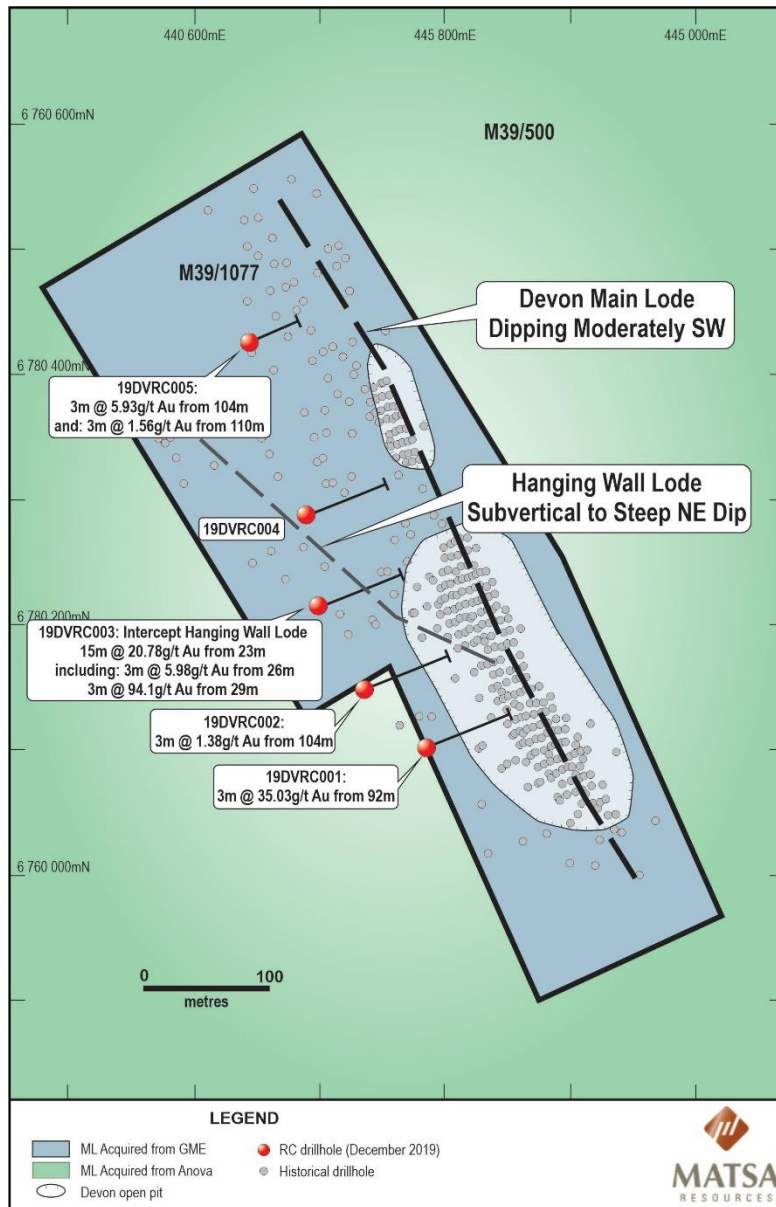 440 600mE
445 800mE
445 000mE
6 760 600mN
M39/500
M39/1077
Devon Main Lode
Dipping Moderately SW
6 780 400mN
19DVRC005:
3m @ 5.93g/t Au from 104m
and: 3m @ 1.56g/t Au from 110m
Hanging Wall Lode
Subvertical to Steep NE Dip
19DVRC004
6 780 200mN
19DVRC003: Intercept Hanging Wall Lode
15m @ 20.78g/t Au from 23m
including: 3m @ 5.98g/t Au from 26m
3m @ 94.1g/t Au from 29m
19DVRC002:
3m @ 1.38g/t Au from 104m
19DVRC001:
3m @ 35.03g/t Au from 92m
6 760 000mN
0
100
metres
LEGEND
ML Acquired from GME
RC drillhole (December 2019)
ML Acquired from Anova
Historical drillhole
Devon open pit
MATSA
RESOURCES